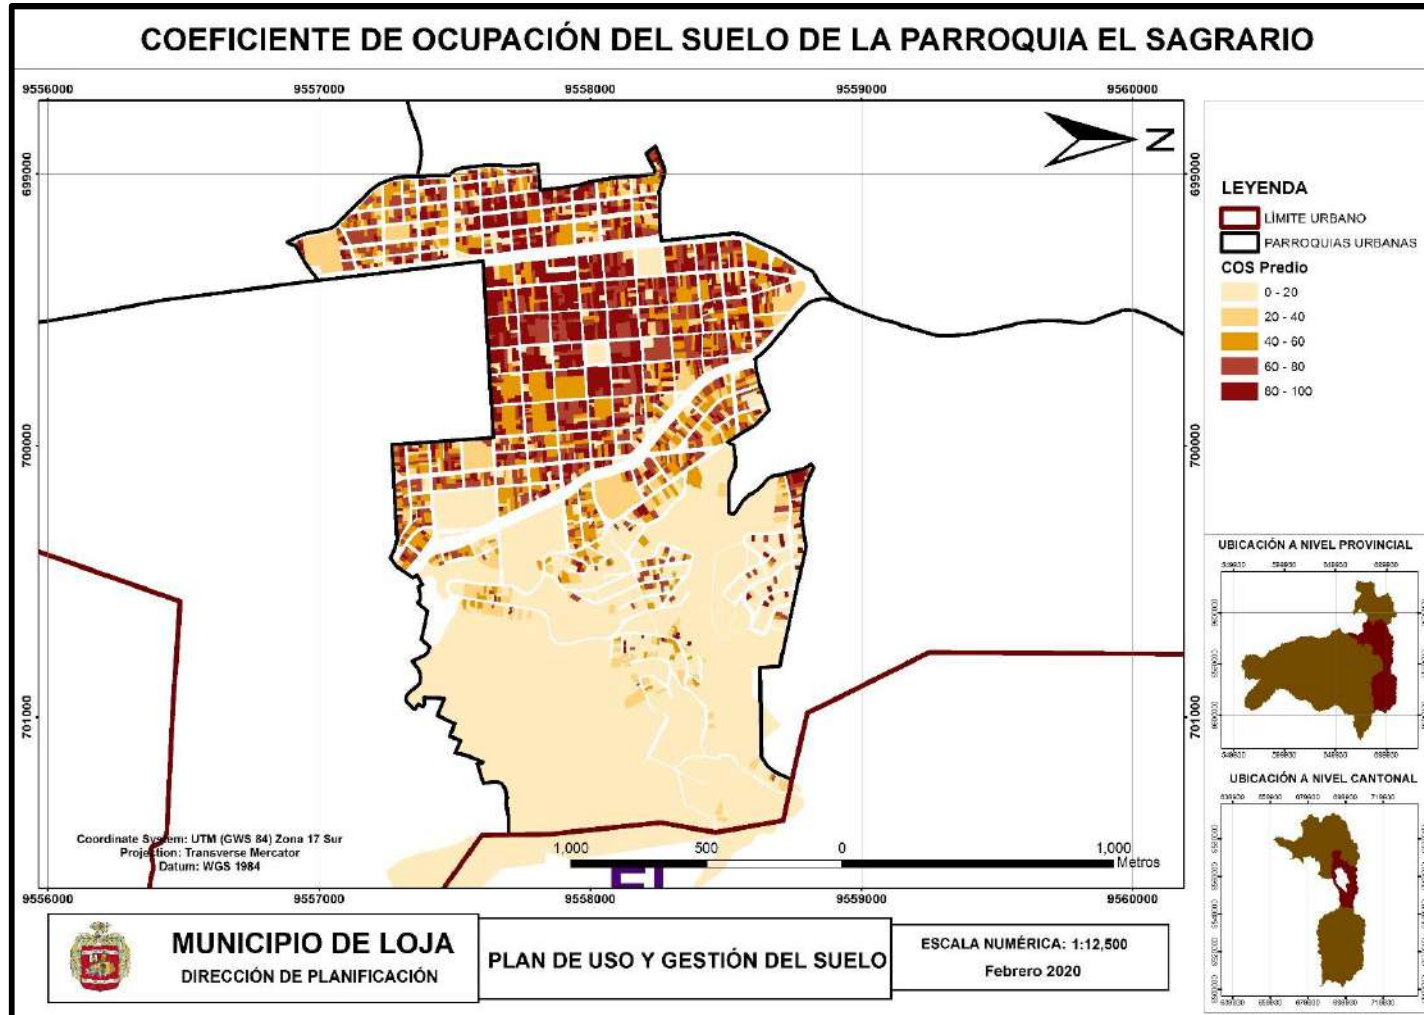 COEFICIENTE DE OCUPACIÓN DEL SUELO DE LA PARROQUIA EL SAGRARIO
9556000 9557000 9558000 9559000 9560000
N
699000 699000
700000 700000
701000 701000
LEYENDA
LÍMITE URBANO
PARROQUIAS URBANAS
COS Predio
0 - 20
20 - 40
40 - 60
60 - 80
80 - 100
UBICACIÓN A NIVEL PROVINCIAL
UBICACIÓN A NIVEL CANTONAL
Coordinate System: UTM (GWS 84) Zona 17 Sur
Projection: Transverse Mercator
Datum: WGS 1984
1,000 500 0 1,000
Metros
9556000 9557000 9558000 9559000 9560000
MUNICIPIO DE LOJA
DIRECCIÓN DE PLANIFICACIÓN
PLAN DE USO Y GESTIÓN DEL SUELO
ESCALA NUMÉRICA: 1:12,500
Febrero 2020